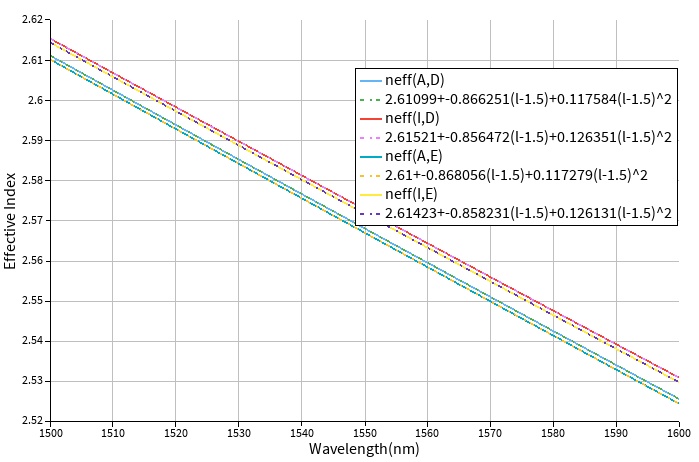 2.62
2.61
2.6
2.59
2.58
2.57
2.56
2.55
2.54
2.53
2.52
Effective Index
neff(A,D)
2.61099+-0.866251(l-1.5)+0.117584(l-1.5)^2
neff(I,D)
2.61521+-0.856472(l-1.5)+0.126351(l-1.5)^2
neff(A,E)
2.61+-0.868056(l-1.5)+0.117279(l-1.5)^2
neff(I,E)
2.61423+-0.858231(l-1.5)+0.126131(l-1.5)^2
1500 1510 1520 1530 1540 1550 1560 1570 1580 1590 1600
Wavelength(nm)